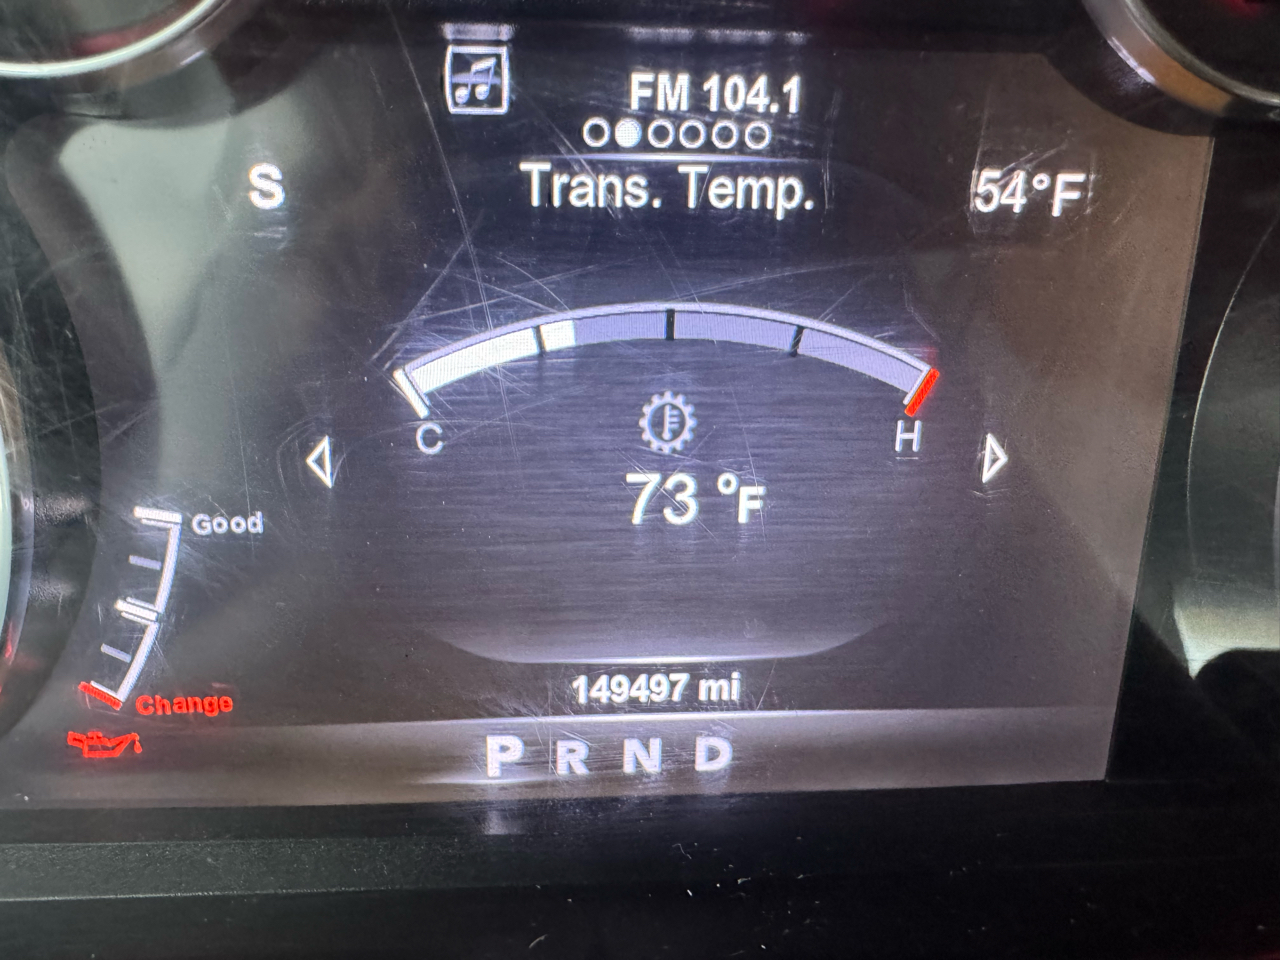 FM 104.1
S
Trans. Temp.
54°F
C
H
73 °F
Good
Change
149497 mi
P R N D